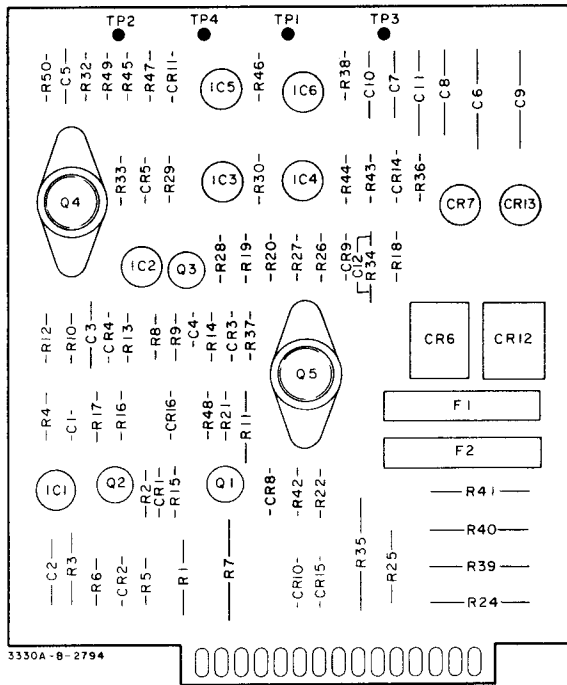 TP2 TP4 TP1 TP3
-R50- C5 -R32- -R49- -R45- -R47- -CR11- IC5 -R46- IC6 -R38- C10 C7 C11 C8 C6 C9
Q4 -R33- -CR5- -R29- IC3 -R30- IC4 -R44- -R43- -CR14- -R36- CR7 CR13
IC2 Q3 -R28- -R19- -R20- -R27- -R26- -CR9- C12 R34 -R18-
-R12- -R10- C3 -CR4- -R13- -R8- -R9- -C4- -R14- -CR3- -R37- Q5 CR6 CR12
-R4- -C1- -R17- -R16- -CR16- -R48- -R21- R11 F1
F2
IC1 Q2 -R2- -CR1- -R15- Q1 -CR8- -R42- -R22- R41
R40
C2 R3 -R6- -CR2- -R5- R1 R7 -CR10- -CR15- R35 R25 R39
R24
3330A-B-2794